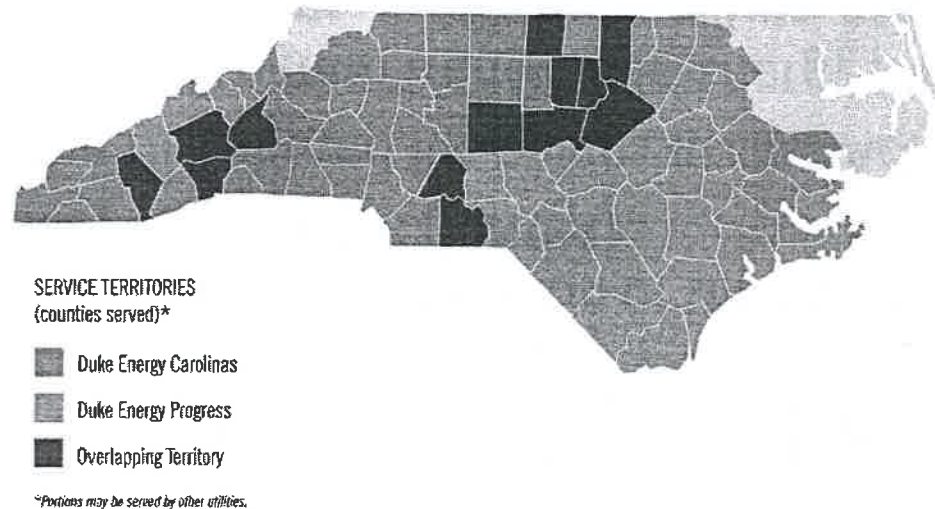 SERVICE TERRITORIES
(counties served)*
Duke Energy Carolinas
Duke Energy Progress
Overlapping Territory
*Portions may be served by other utilities.